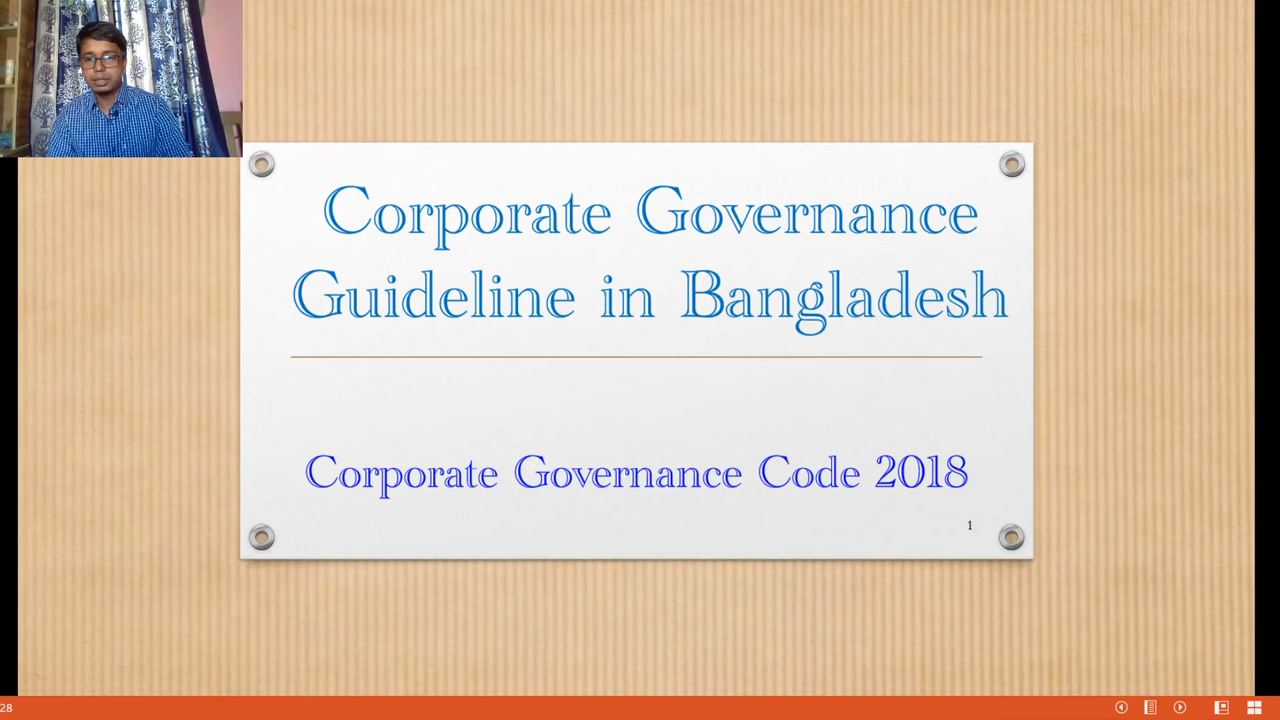 Corporate Governance
Guideline in Bangladesh
Corporate Governance Code 2018
1
28